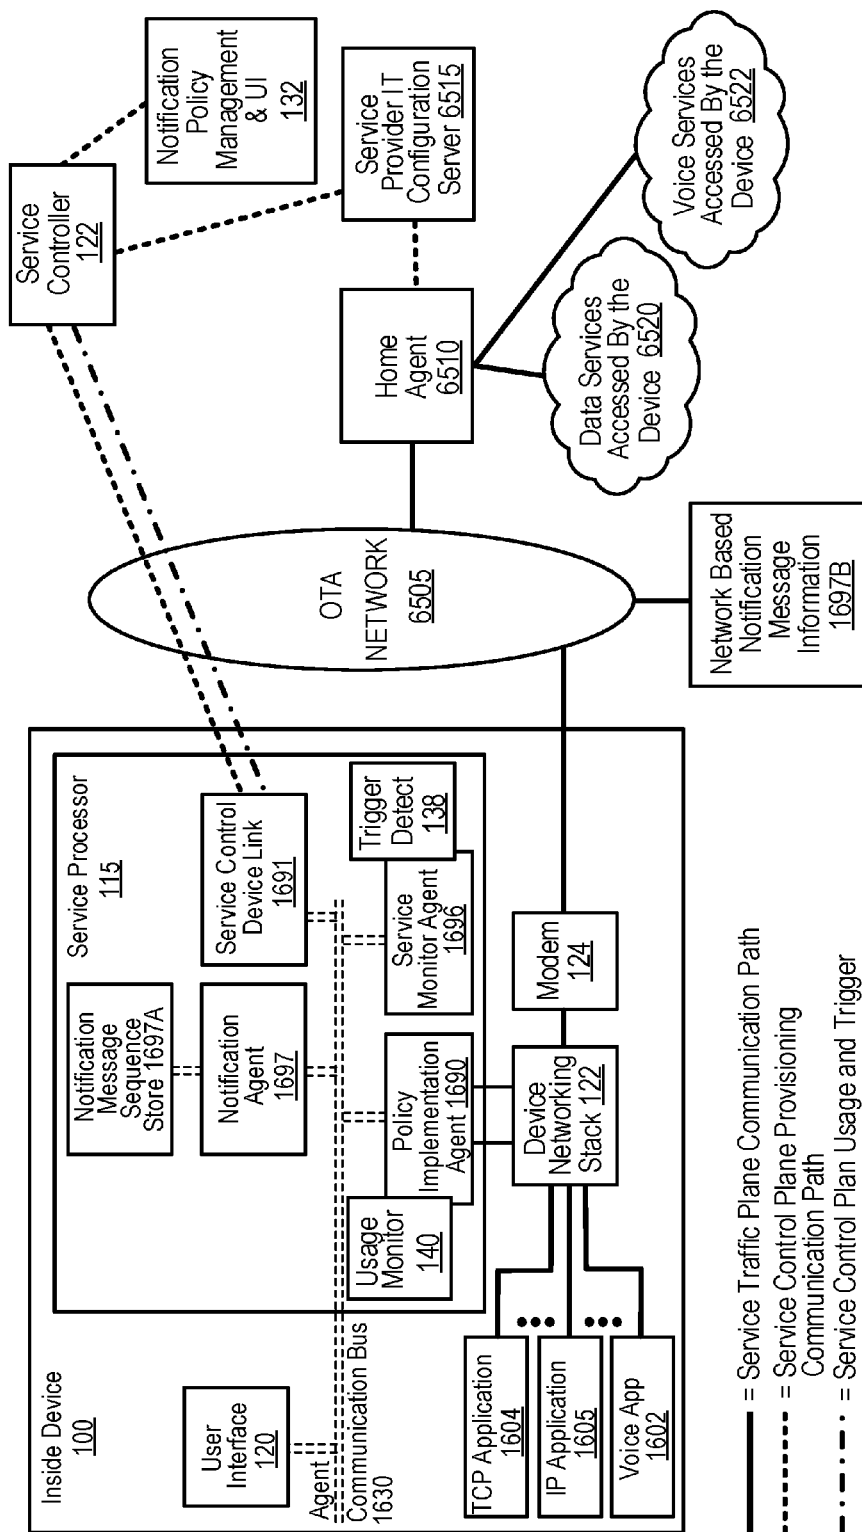 Inside Device
100
User
Interface
120
Agent
Communication Bus
1630
Service Processor
115
Notification
Message
Sequence
Store 1697A
Notification
Agent
1697
Service Control
Device Link
1691
Usage
Monitor
140
Policy
Implementation
Agent 1690
Service
Monitor Agent
1696
Trigger
Detect
138
TCP Application
1604
IP Application
1605
Voice App
1602
Device
Networking
Stack 122
Modem
124
OTA
NETWORK
6505
Network Based
Notification
Message
Information
1697B
Service
Controller
122
Notification
Policy
Management
& UI
132
Service
Provider IT
Configuration
Server 6515
Home
Agent
6510
Data Services
Accessed By the
Device 6520
Voice Services
Accessed By the
Device 6522
= Service Traffic Plane Communication Path
= Service Control Plane Provisioning
Communication Path
= Service Control Plan Usage and Trigger